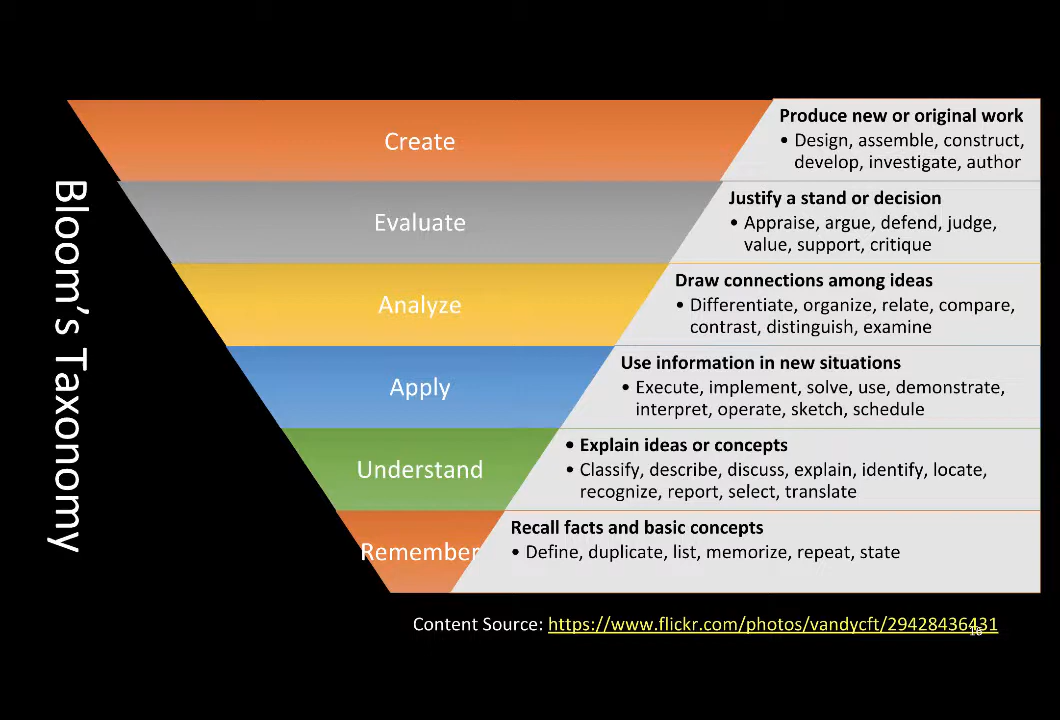 Bloom's Taxonomy
Create
Produce new or original work
• Design, assemble, construct,
develop, investigate, author
Evaluate
Justify a stand or decision
• Appraise, argue, defend, judge,
value, support, critique
Analyze
Draw connections among ideas
• Differentiate, organize, relate, compare,
contrast, distinguish, examine
Apply
Use information in new situations
• Execute, implement, solve, use, demonstrate,
interpret, operate, sketch, schedule
Understand
• Explain ideas or concepts
• Classify, describe, discuss, explain, identify, locate,
recognize, report, select, translate
Remember
Recall facts and basic concepts
• Define, duplicate, list, memorize, repeat, state
Content Source: https://www.flickr.com/photos/vandycft/29428436431